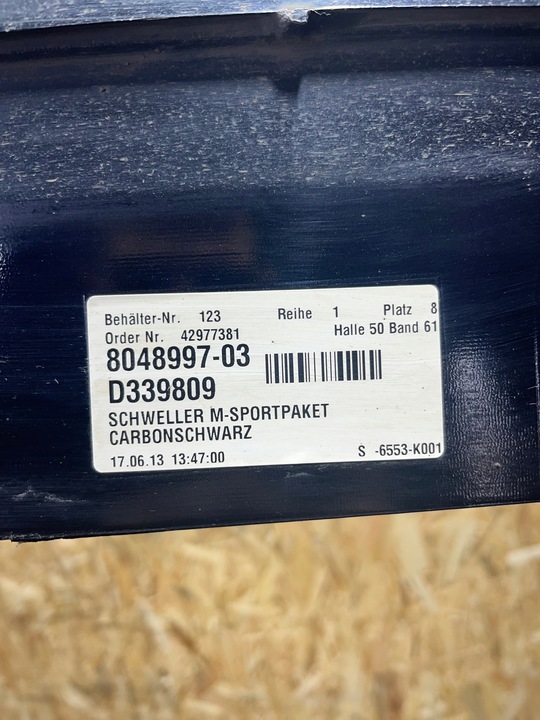 Behälter-Nr. 123 Reihe 1 Platz 8
Order Nr. 42977381 Halle 50 Band 61
8048997-03
D339809
SCHWELLER M-SPORTPAKET
CARBONSCHWARZ
17.06.13 13:47:00 S -6553-K001